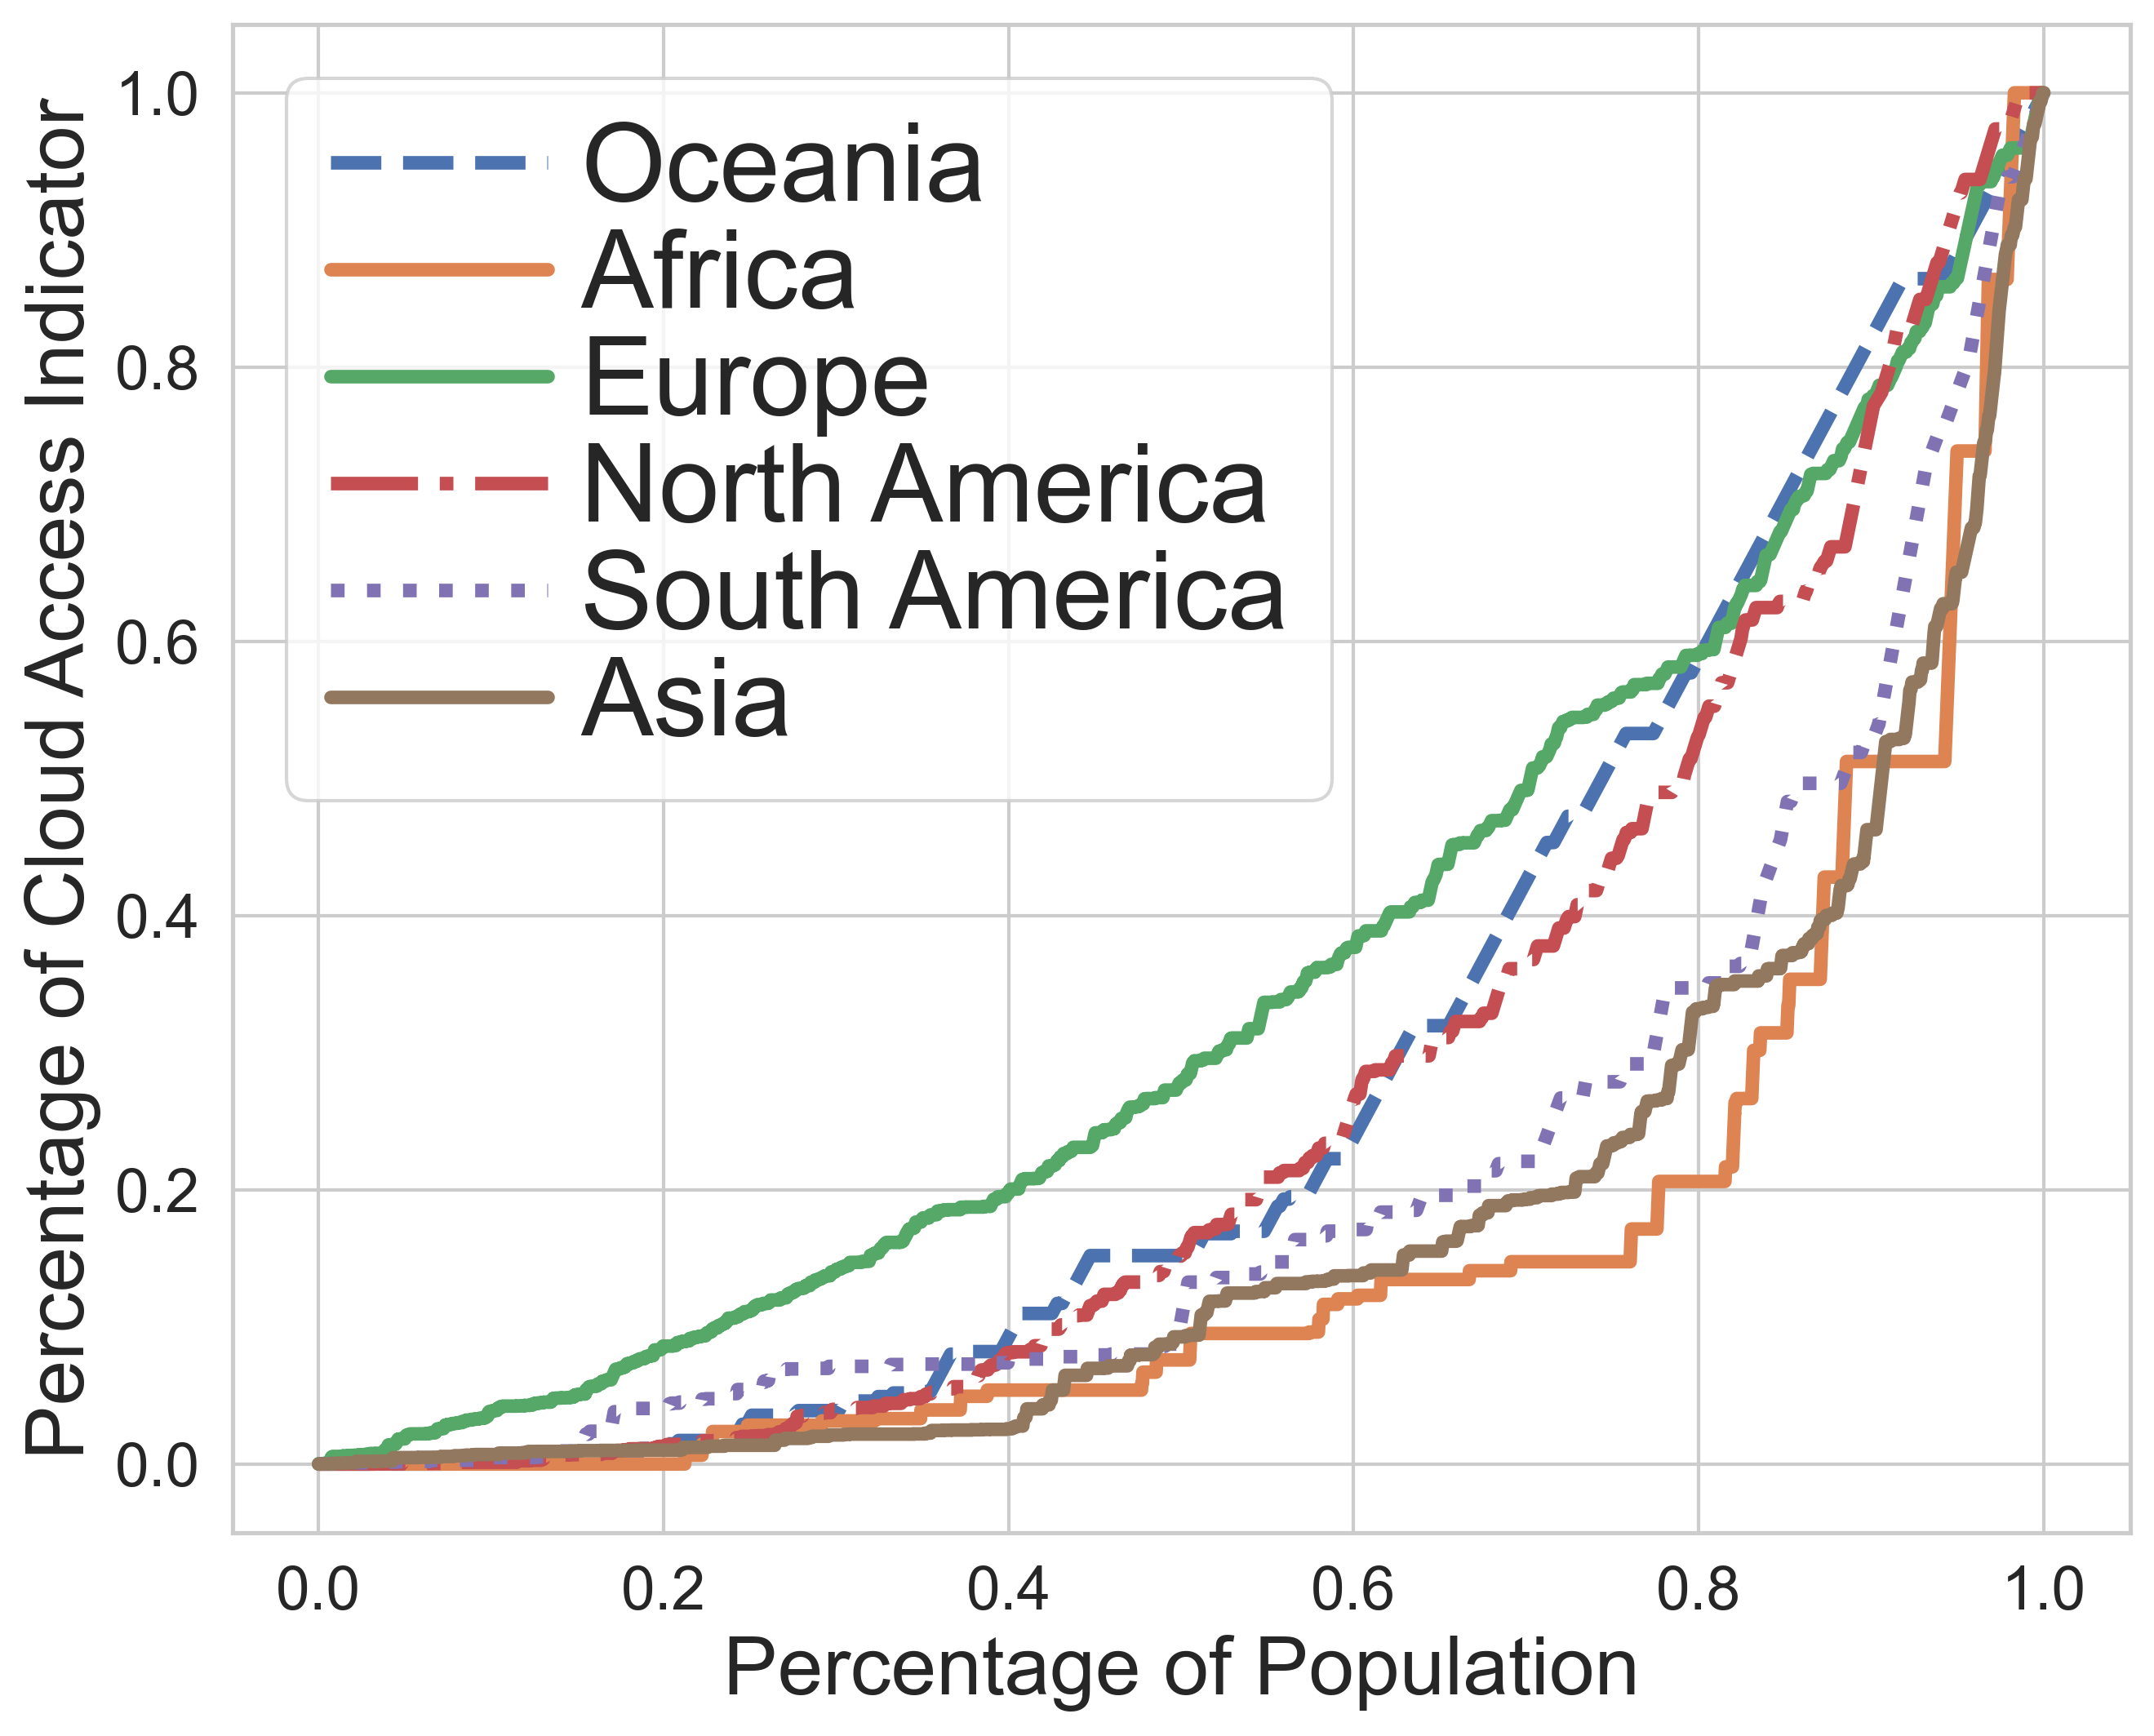 Percentage of Cloud Access Indicator
1.0
0.8
0.6
0.4
0.2
0.0
Oceania
Africa
Europe
North America
South America
Asia
0.0 0.2 0.4 0.6 0.8 1.0
Percentage of Population